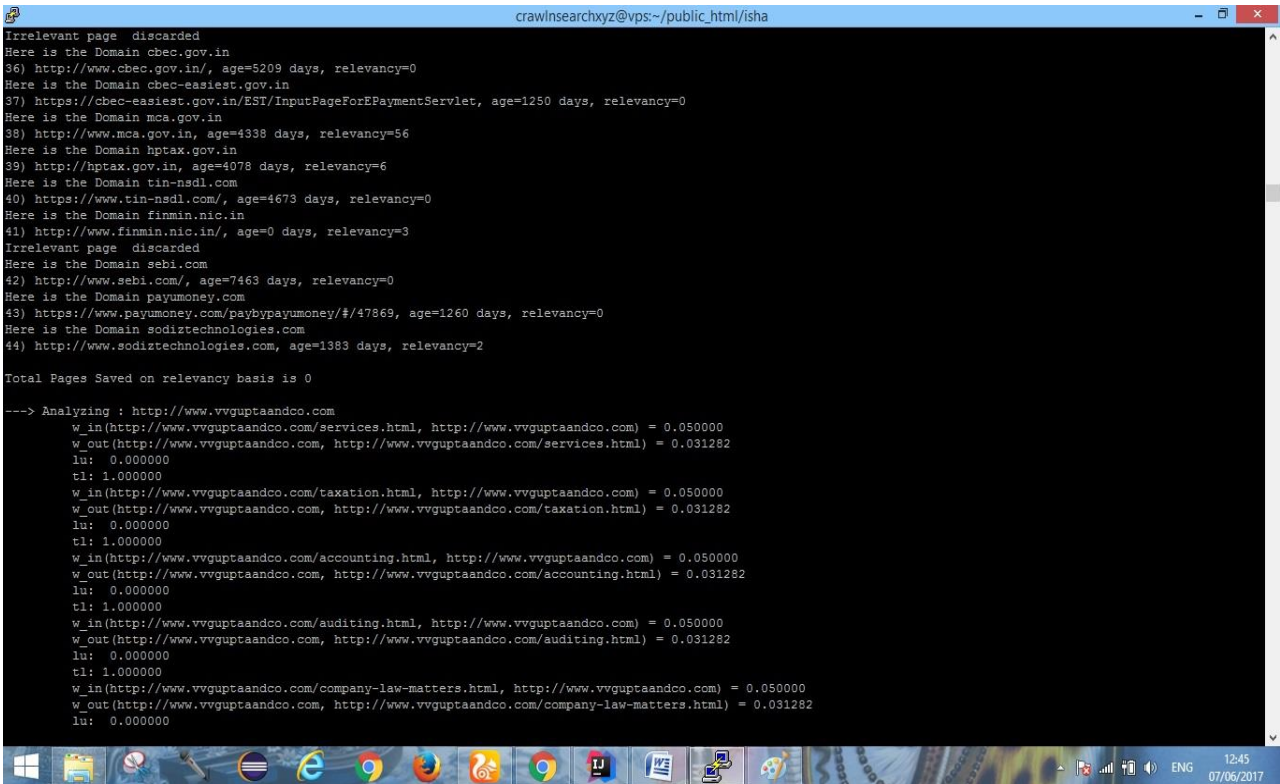 crawlnsearchxyz@vps:~/public_html/isha
Irrelevant page  discarded
Here is the Domain cbec.gov.in
36) http://www.cbec.gov.in/, age=5209 days, relevancy=0
Here is the Domain cbec-easiest.gov.in
37) https://cbec-easiest.gov.in/EST/InputPageForEPaymentServlet, age=1250 days, relevancy=0
Here is the Domain mca.gov.in
38) http://www.mca.gov.in, age=4338 days, relevancy=56
Here is the Domain hptax.gov.in
39) http://hptax.gov.in, age=4078 days, relevancy=6
Here is the Domain tin-nsdl.com
40) https://www.tin-nsdl.com/, age=4673 days, relevancy=0
Here is the Domain finmin.nic.in
41) http://www.finmin.nic.in/, age=0 days, relevancy=3
Irrelevant page  discarded
Here is the Domain sebi.com
42) http://www.sebi.com/, age=7463 days, relevancy=0
Here is the Domain payumoney.com
43) https://www.payumoney.com/paybypayumoney/#/47869, age=1260 days, relevancy=0
Here is the Domain sodiztechnologies.com
44) http://www.sodiztechnologies.com, age=1383 days, relevancy=2
Total Pages Saved on relevancy basis is 0
---> Analyzing : http://www.vvguptaandco.com
w_in(http://www.vvguptaandco.com/services.html, http://www.vvguptaandco.com) = 0.050000
w_out(http://www.vvguptaandco.com, http://www.vvguptaandco.com/services.html) = 0.031282
lu:  0.000000
tl: 1.000000
w_in(http://www.vvguptaandco.com/taxation.html, http://www.vvguptaandco.com) = 0.050000
w_out(http://www.vvguptaandco.com, http://www.vvguptaandco.com/taxation.html) = 0.031282
lu:  0.000000
tl: 1.000000
w_in(http://www.vvguptaandco.com/accounting.html, http://www.vvguptaandco.com) = 0.050000
w_out(http://www.vvguptaandco.com, http://www.vvguptaandco.com/accounting.html) = 0.031282
lu:  0.000000
tl: 1.000000
w_in(http://www.vvguptaandco.com/auditing.html, http://www.vvguptaandco.com) = 0.050000
w_out(http://www.vvguptaandco.com, http://www.vvguptaandco.com/auditing.html) = 0.031282
lu:  0.000000
tl: 1.000000
w_in(http://www.vvguptaandco.com/company-law-matters.html, http://www.vvguptaandco.com) = 0.050000
w_out(http://www.vvguptaandco.com, http://www.vvguptaandco.com/company-law-matters.html) = 0.031282
lu:  0.000000
ENG
12:45
07/06/2017